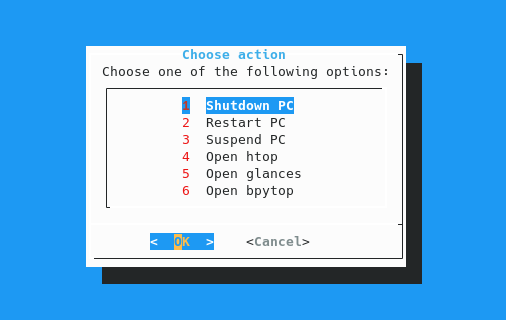 Choose action
Choose one of the following options:
1 Shutdown PC
2 Restart PC
3 Suspend PC
4 Open htop
5 Open glances
6 Open bpytop
< OK > <Cancel>